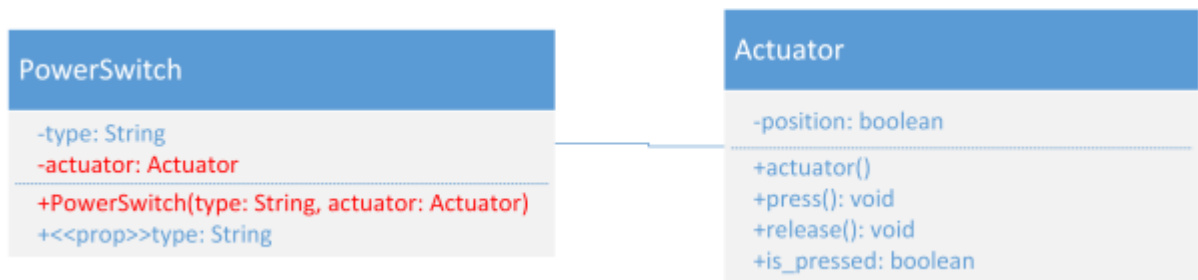 PowerSwitch
-type: String
-actuator: Actuator
+PowerSwitch(type: String, actuator: Actuator)
+<<prop>>type: String
Actuator
-position: boolean
+actuator()
+press(): void
+release(): void
+is_pressed: boolean